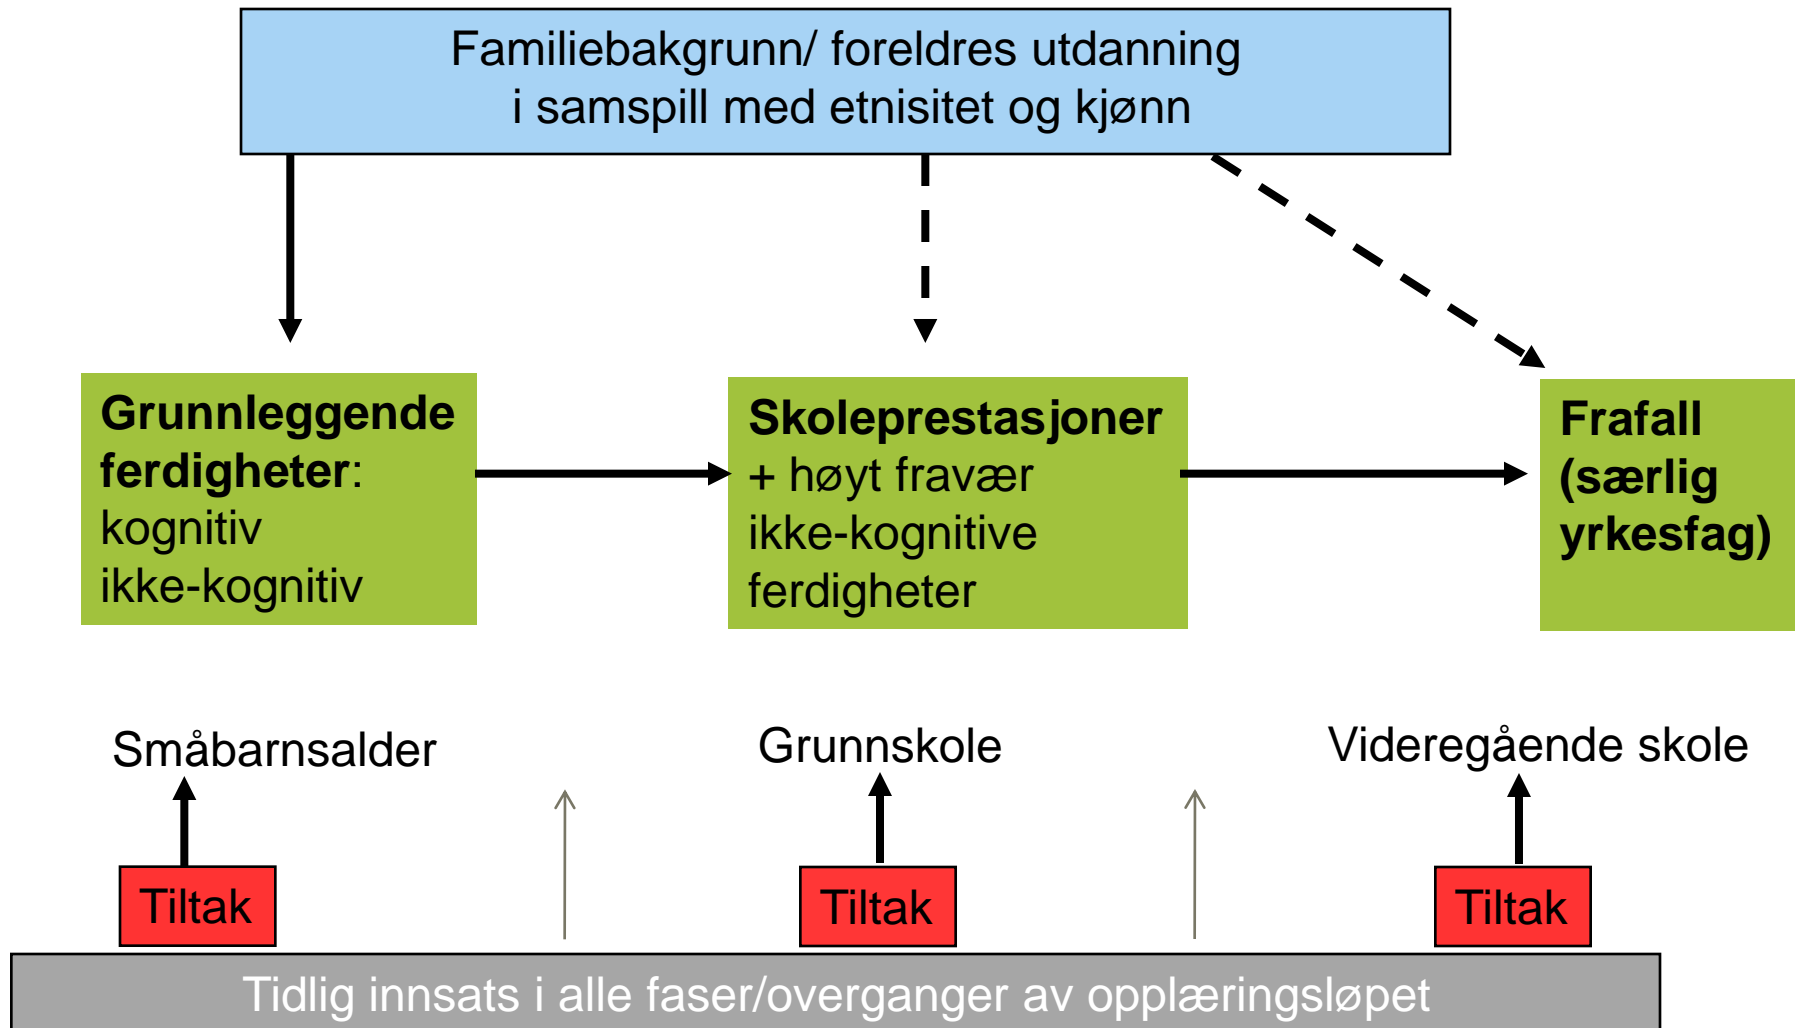 Familiebakgrunn/ foreldres utdanning
i samspill med etnisitet og kjønn
Grunnleggende
ferdigheter:
kognitiv
ikke-kognitiv
Skoleprestasjoner
+ høyt fravær
ikke-kognitive
ferdigheter
Frafall
(særlig
yrkesfag)
Småbarnsalder
Grunnskole
Videregående skole
Tiltak
Tiltak
Tiltak
Tidlig innsats i alle faser/overganger av opplæringsløpet